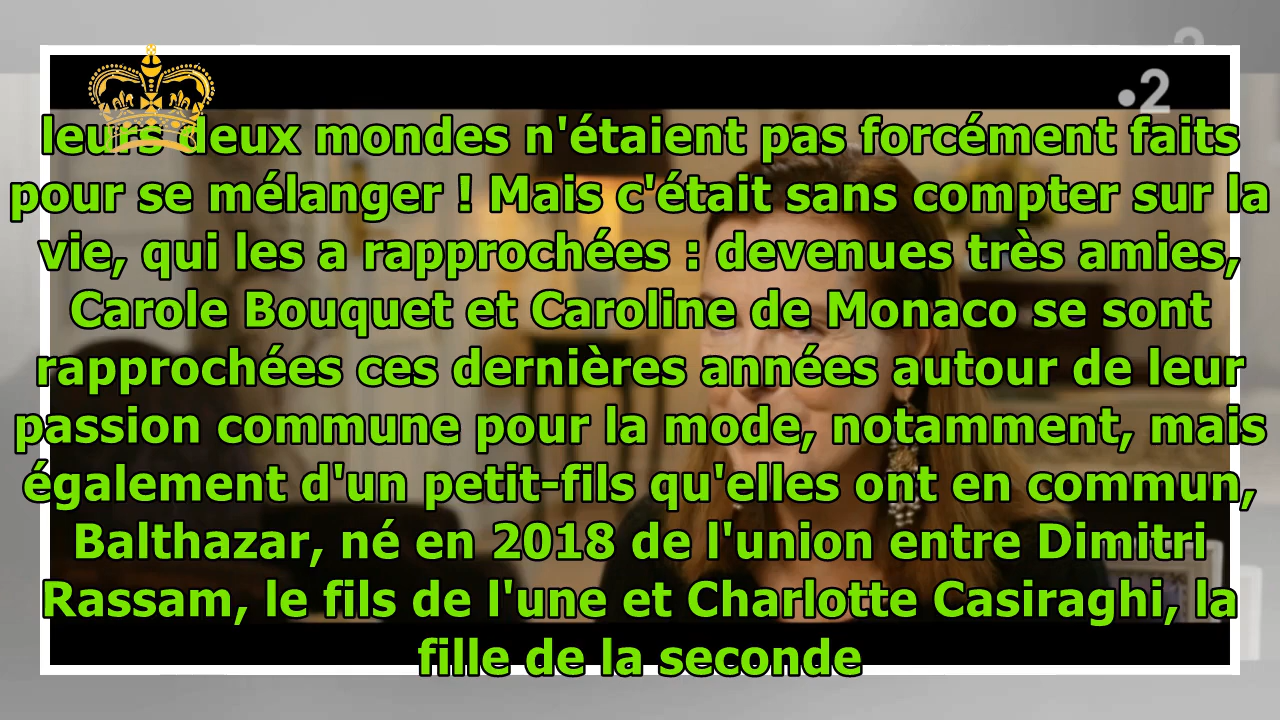 2
leurs deux mondes n'étaient pas forcément faits
pour se mélanger ! Mais c'était sans compter sur la
vie, qui les a rapprochées : devenues très amies,
Carole Bouquet et Caroline de Monaco se sont
rapprochées ces dernières années autour de leur
passion commune pour la mode, notamment, mais
également d'un petit-fils qu'elles ont en commun,
Balthazar, né en 2018 de l'union entre Dimitri
Rassam, le fils de l'une et Charlotte Casiraghi, la
fille de la seconde